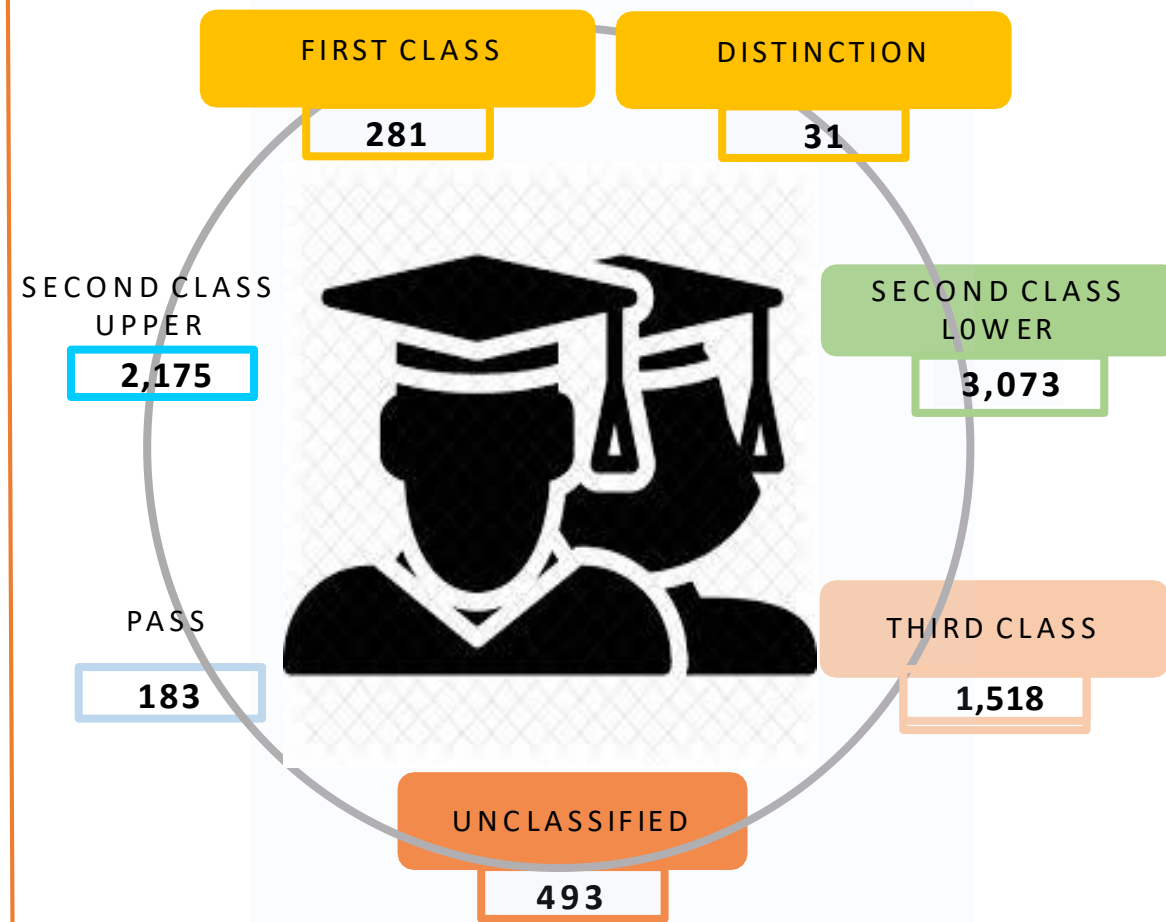 FIRST CLASS
281
DISTINCTION
31
SECOND CLASS
UPPER
2,175
SECOND CLASS
L0WER
3,073
PASS
183
THIRD CLASS
1,518
UNCLASSIFIED
493